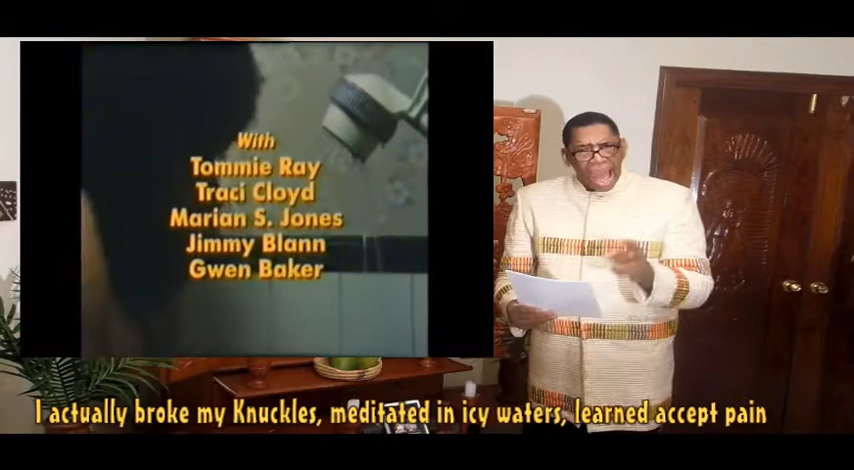 With
Tommie Ray
Traci Cloyd
Marian S. Jones
Jimmy Blann
Gwen Baker
I actually broke my Knuckles, meditated in icy waters, learned accept pain